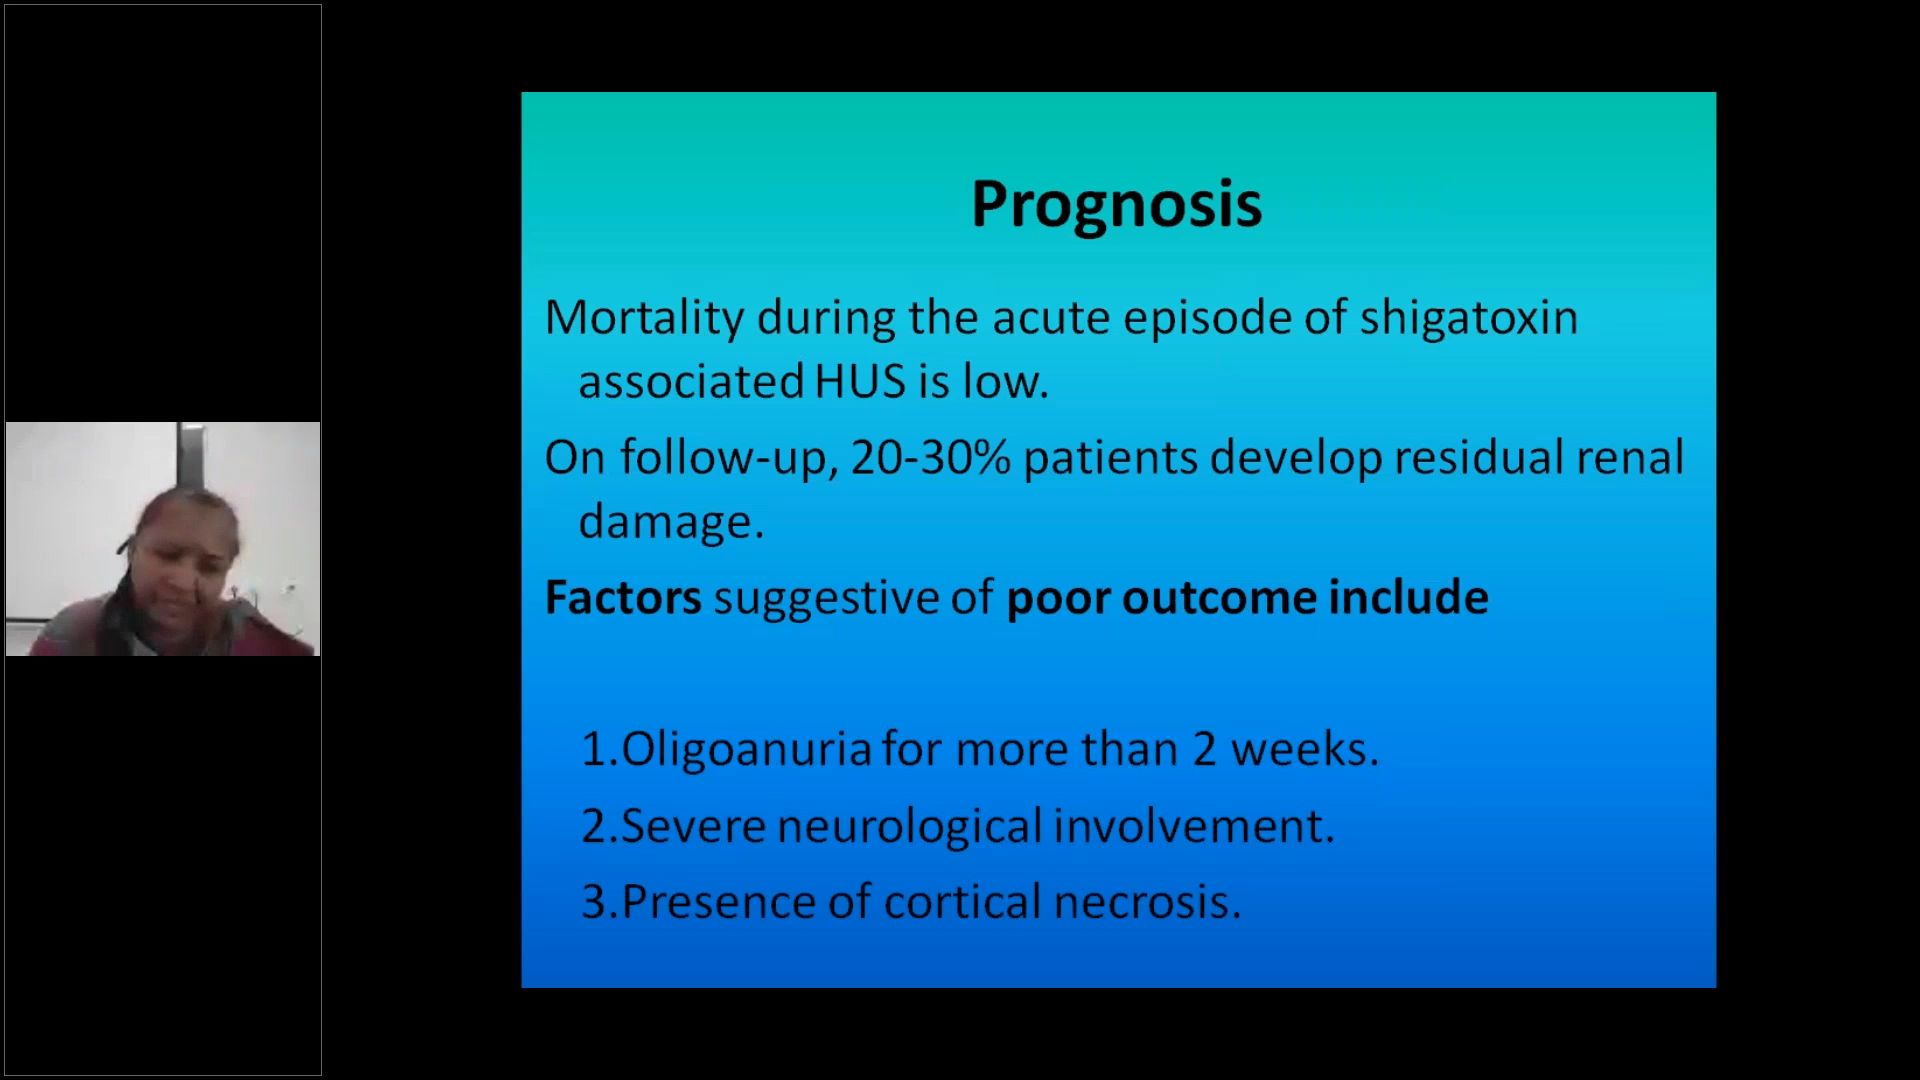 Prognosis
Mortality during the acute episode of shigatoxin
associated HUS is low.
On follow-up, 20-30% patients develop residual renal
damage.
Factors suggestive of poor outcome include
1.Oligoanuria for more than 2 weeks.
2.Severe neurological involvement.
3.Presence of cortical necrosis.